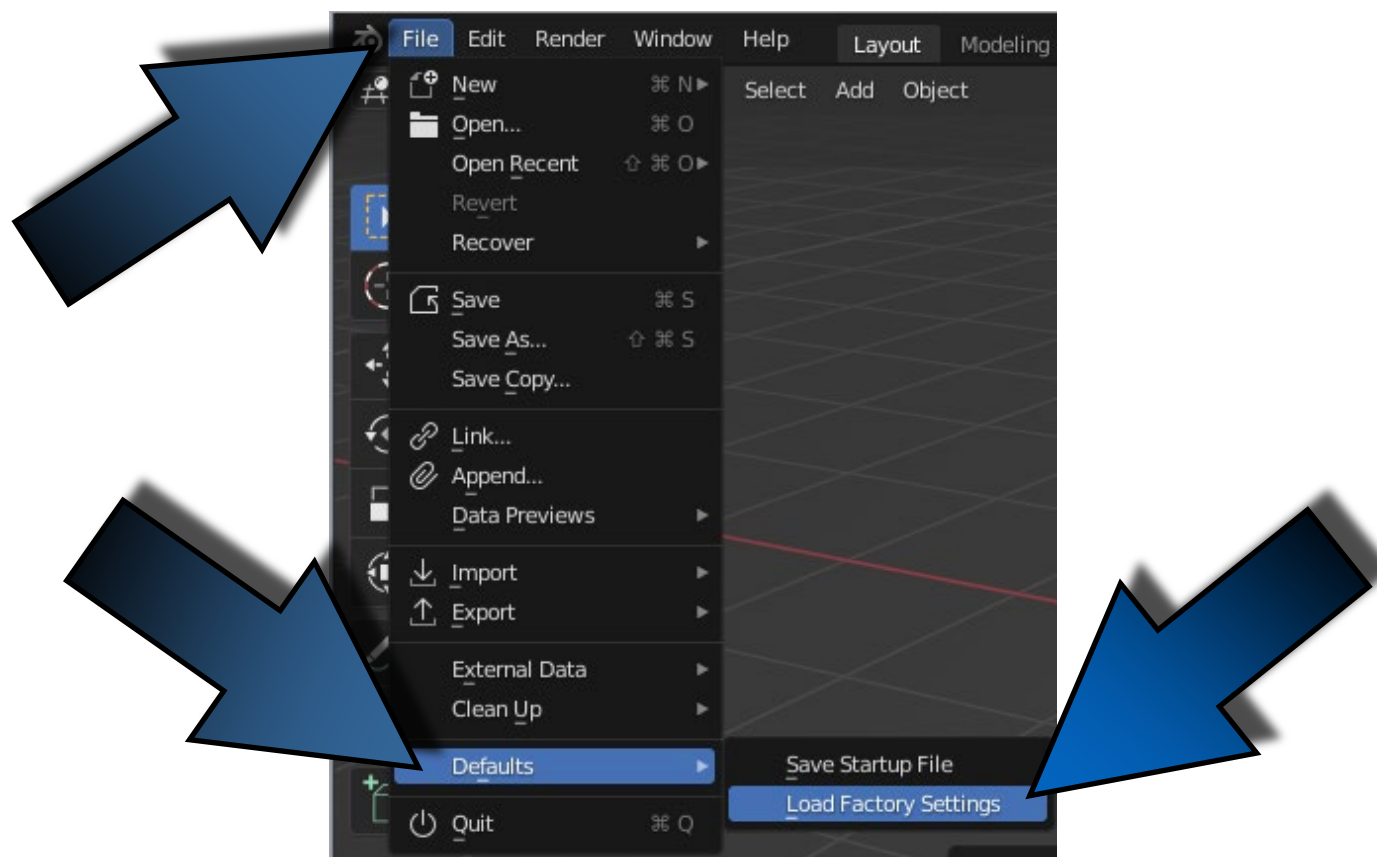 File Edit Render Window Help Layout Modeling
Select Add Object
New ⌘ N
Open... ⌘ O
Open Recent ⇧ ⌘ O
Revert
Recover
Save ⌘ S
Save As... ⇧ ⌘ S
Save Copy...
Link...
Append...
Data Previews
Import
Export
External Data
Clean Up
Defaults
Save Startup File
Load Factory Settings
Quit ⌘ Q